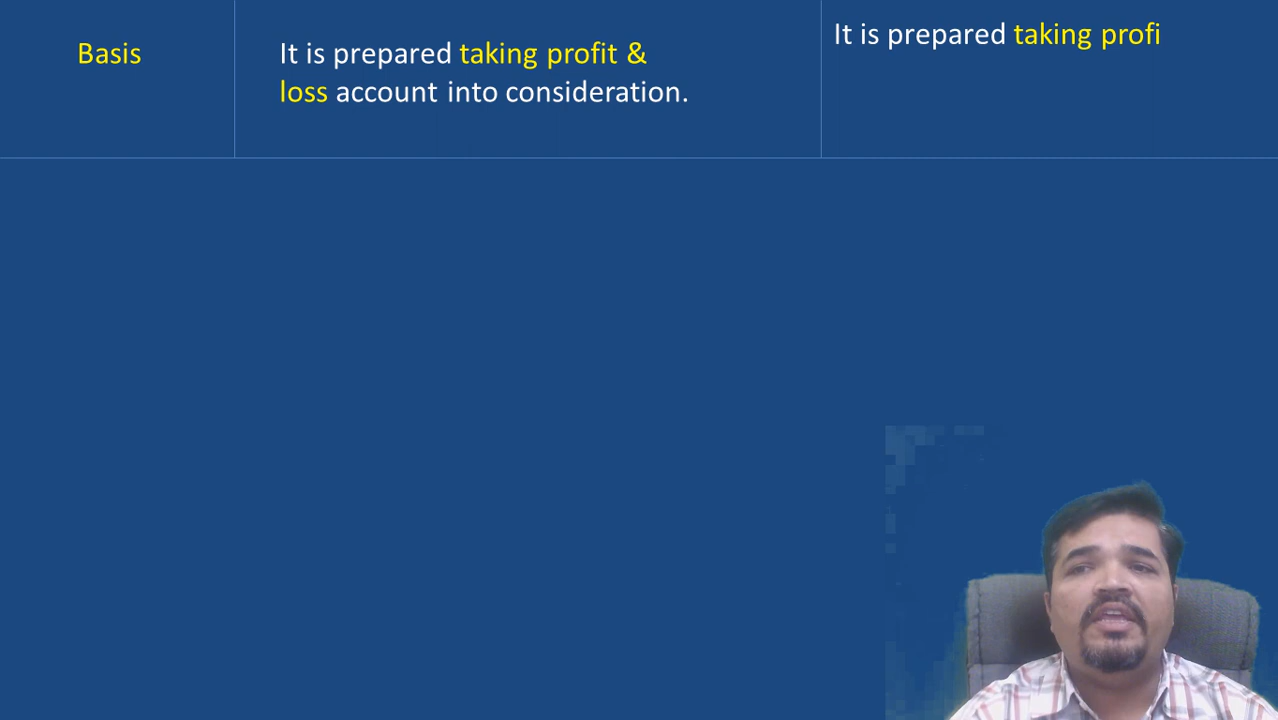 Basis
It is prepared taking profit &
loss account into consideration.
It is prepared taking profi